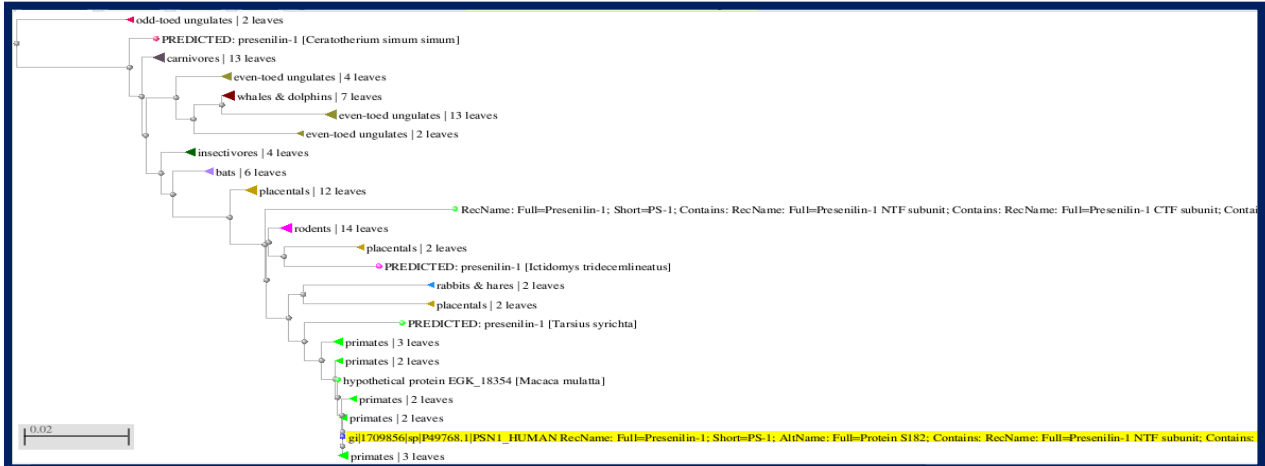 odd-toed ungulates | 2 leaves
PREDICTED: presenilin-1 [Ceratotherium simum simum]
carnivores | 13 leaves
even-toed ungulates | 4 leaves
whales & dolphins | 7 leaves
even-toed ungulates | 13 leaves
even-toed ungulates | 2 leaves
insectivores | 4 leaves
bats | 6 leaves
placentals | 12 leaves
RecName: Full=Presenilin-1; Short=PS-1; Contains: RecName: Full=Presenilin-1 NTF subunit; Contains: RecName: Full=Presenilin-1 CTF subunit; Contai
rodents | 14 leaves
placentals | 2 leaves
PREDICTED: presenilin-1 [Ictidomys tridecemlineatus]
rabbits & hares | 2 leaves
placentals | 2 leaves
PREDICTED: presenilin-1 [Tarsius syrichta]
primates | 3 leaves
primates | 2 leaves
hypothetical protein EGK_18354 [Macaca mulatta]
primates | 2 leaves
primates | 2 leaves
0.02
gi|1709856|sp|P49768.1|PSN1_HUMAN RecName: Full=Presenilin-1; Short=PS-1; AltName: Full=Protein S182; Contains: RecName: Full=Presenilin-1 NTF subunit; Contains:
primates | 3 leaves